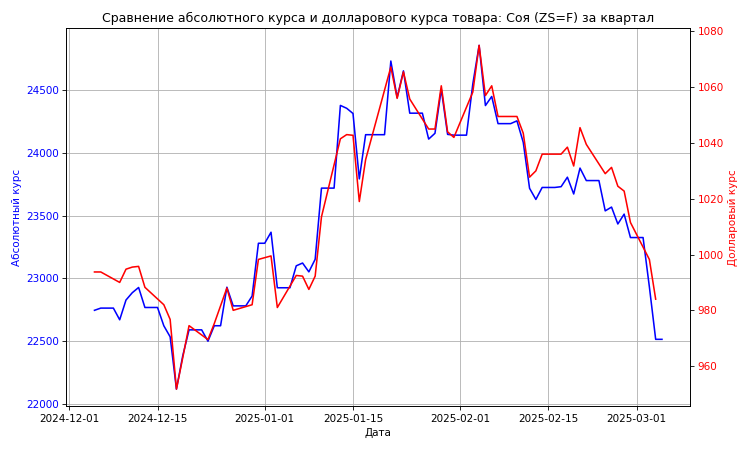 Сравнение абсолютного курса и долларового курса товара: Соя (ZS=F) за квартал
1080
24500
1060
24000
1040
23500
1020
23000
1000
22500
980
22000
960
Абсолютный курс
Долларовый курс
2024-12-01 2024-12-15 2025-01-01 2025-01-15 2025-02-01 2025-02-15 2025-03-01
Дата